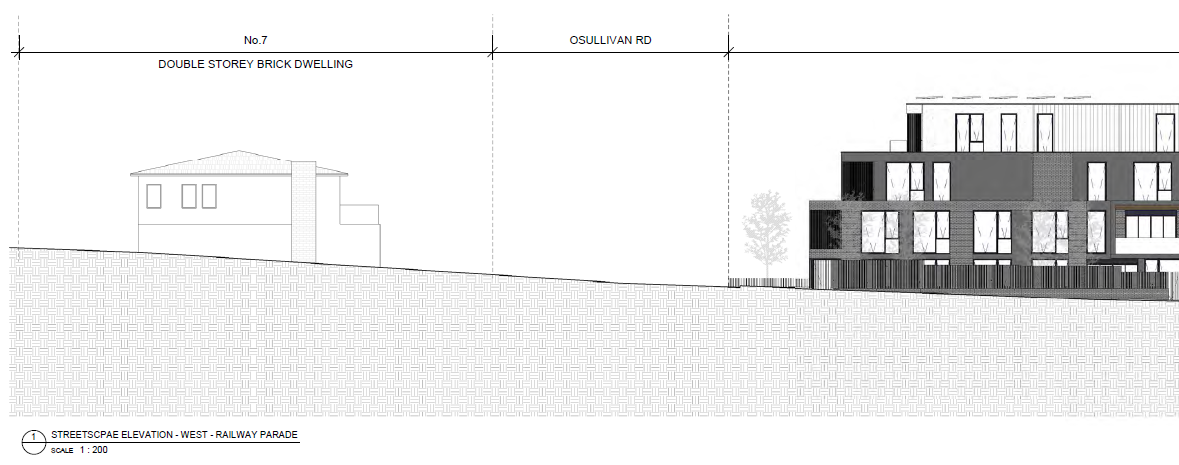 No.7
OSULLIVAN RD
DOUBLE STOREY BRICK DWELLING
1
STREETSCPAE ELEVATION - WEST - RAILWAY PARADE
SCALE 1 : 200